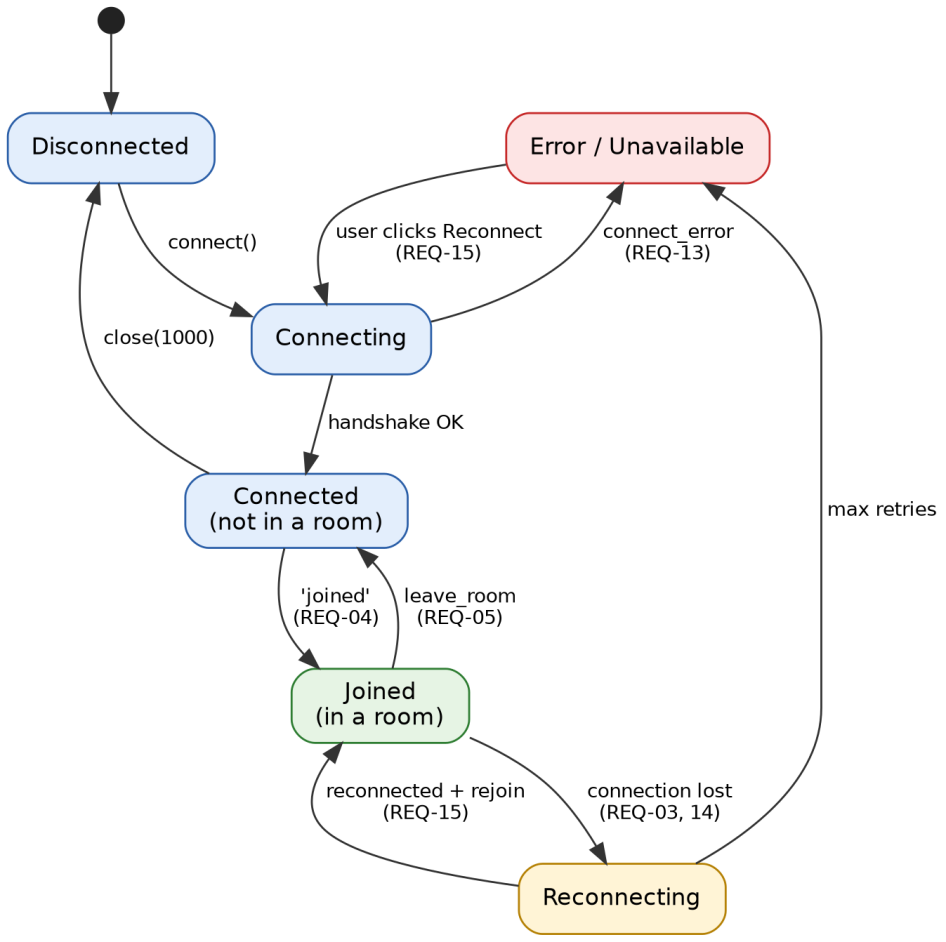 Disconnected
Error / Unavailable
connect()
user clicks Reconnect
(REQ-15)
connect_error
(REQ-13)
Connecting
close(1000)
handshake OK
Connected
(not in a room)
max retries
'joined'
(REQ-04)
leave_room
(REQ-05)
Joined
(in a room)
reconnected + rejoin
(REQ-15)
connection lost
(REQ-03, 14)
Reconnecting